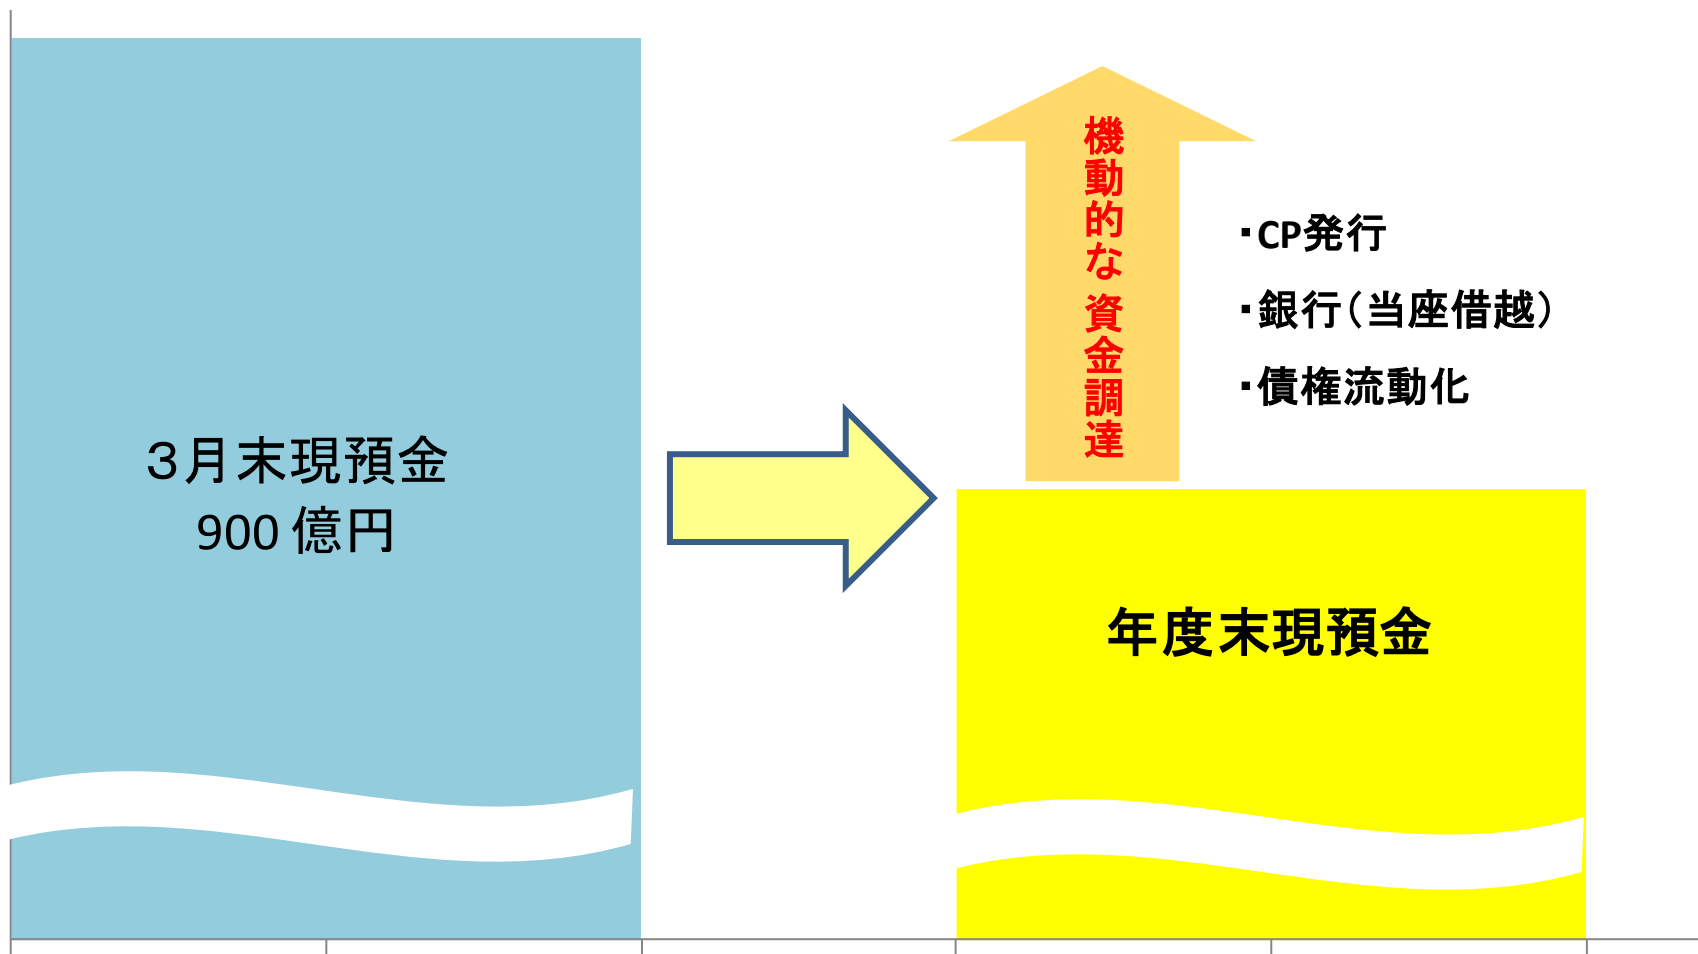 ３月末現預金
900 億円
機動的な 資金調達
・CP発行
・銀行（当座借越）
・債権流動化
年度末現預金